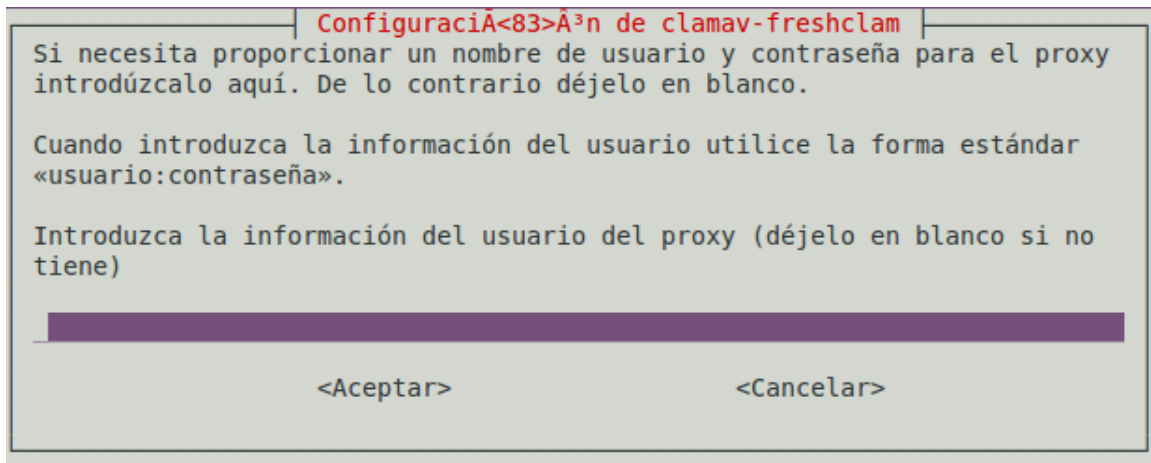 ConfiguraciÃ<83>Â³n de clamav-freshclam
Si necesita proporcionar un nombre de usuario y contraseña para el proxy
introdúzcalo aquí. De lo contrario déjelo en blanco.
Cuando introduzca la información del usuario utilice la forma estándar
«usuario:contraseña».
Introduzca la información del usuario del proxy (déjelo en blanco si no
tiene)
<Aceptar> <Cancelar>